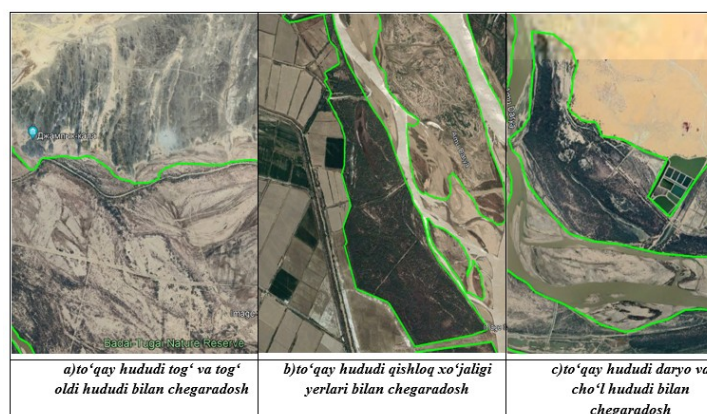 Badai-Tugai Nature Reserve
a)to‘qay hududi tog‘ va tog‘
oldi hududi bilan chegaradosh
b)to‘qay hududi qishloq xo‘jaligi
yerlari bilan chegaradosh
c)to‘qay hududi daryo va
cho‘l hududi bilan
chegaradosh